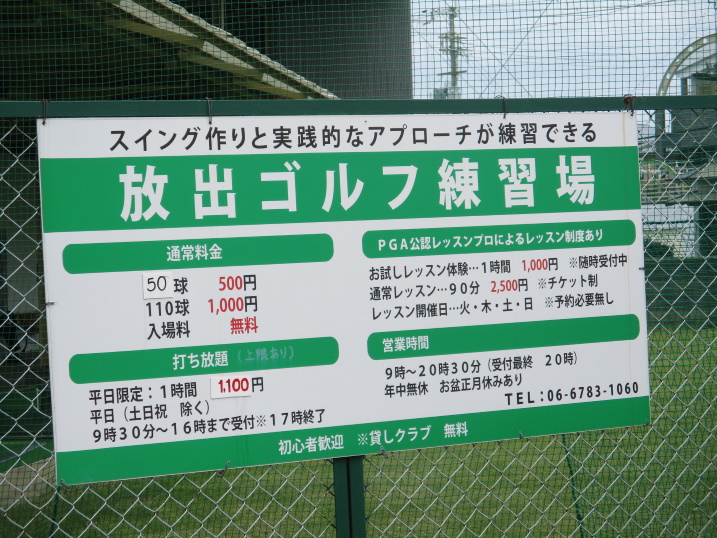 スイング作りと実践的なアプローチが練習できる
放出ゴルフ練習場
通常料金
50球 500円
110球 1,000円
入場料 無料
打ち放題（上限あり）
平日限定：1時間 1,100円
平日（土日祝 除く）
9時30分～16時まで受付※17時終了
PGA公認レッスンプロによるレッスン制度あり
お試しレッスン体験…1時間 1,000円 ※随時受付中
通常レッスン…90分 2,500円 ※チケット制
レッスン開催日…火・木・土・日 ※予約必要無し
営業時間
9時～20時30分（受付最終 20時）
年中無休 お盆正月休みあり
TEL：06-6783-1060
初心者歓迎 ※貸しクラブ 無料